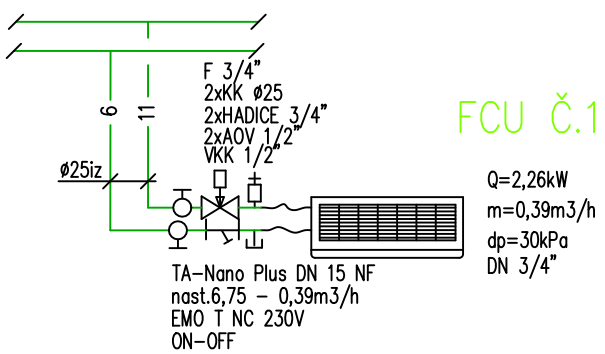 F 3/4"
2xKK ø25
2xHADICE 3/4"
2xAOV 1/2"
VKK 1/2"
6
11
ø25iz
FCU Č.1
Q=2,26kW
m=0,39m3/h
dp=30kPa
DN 3/4"
TA-Nano Plus DN 15 NF
nast.6,75 - 0,39m3/h
EMO T NC 230V
ON-OFF